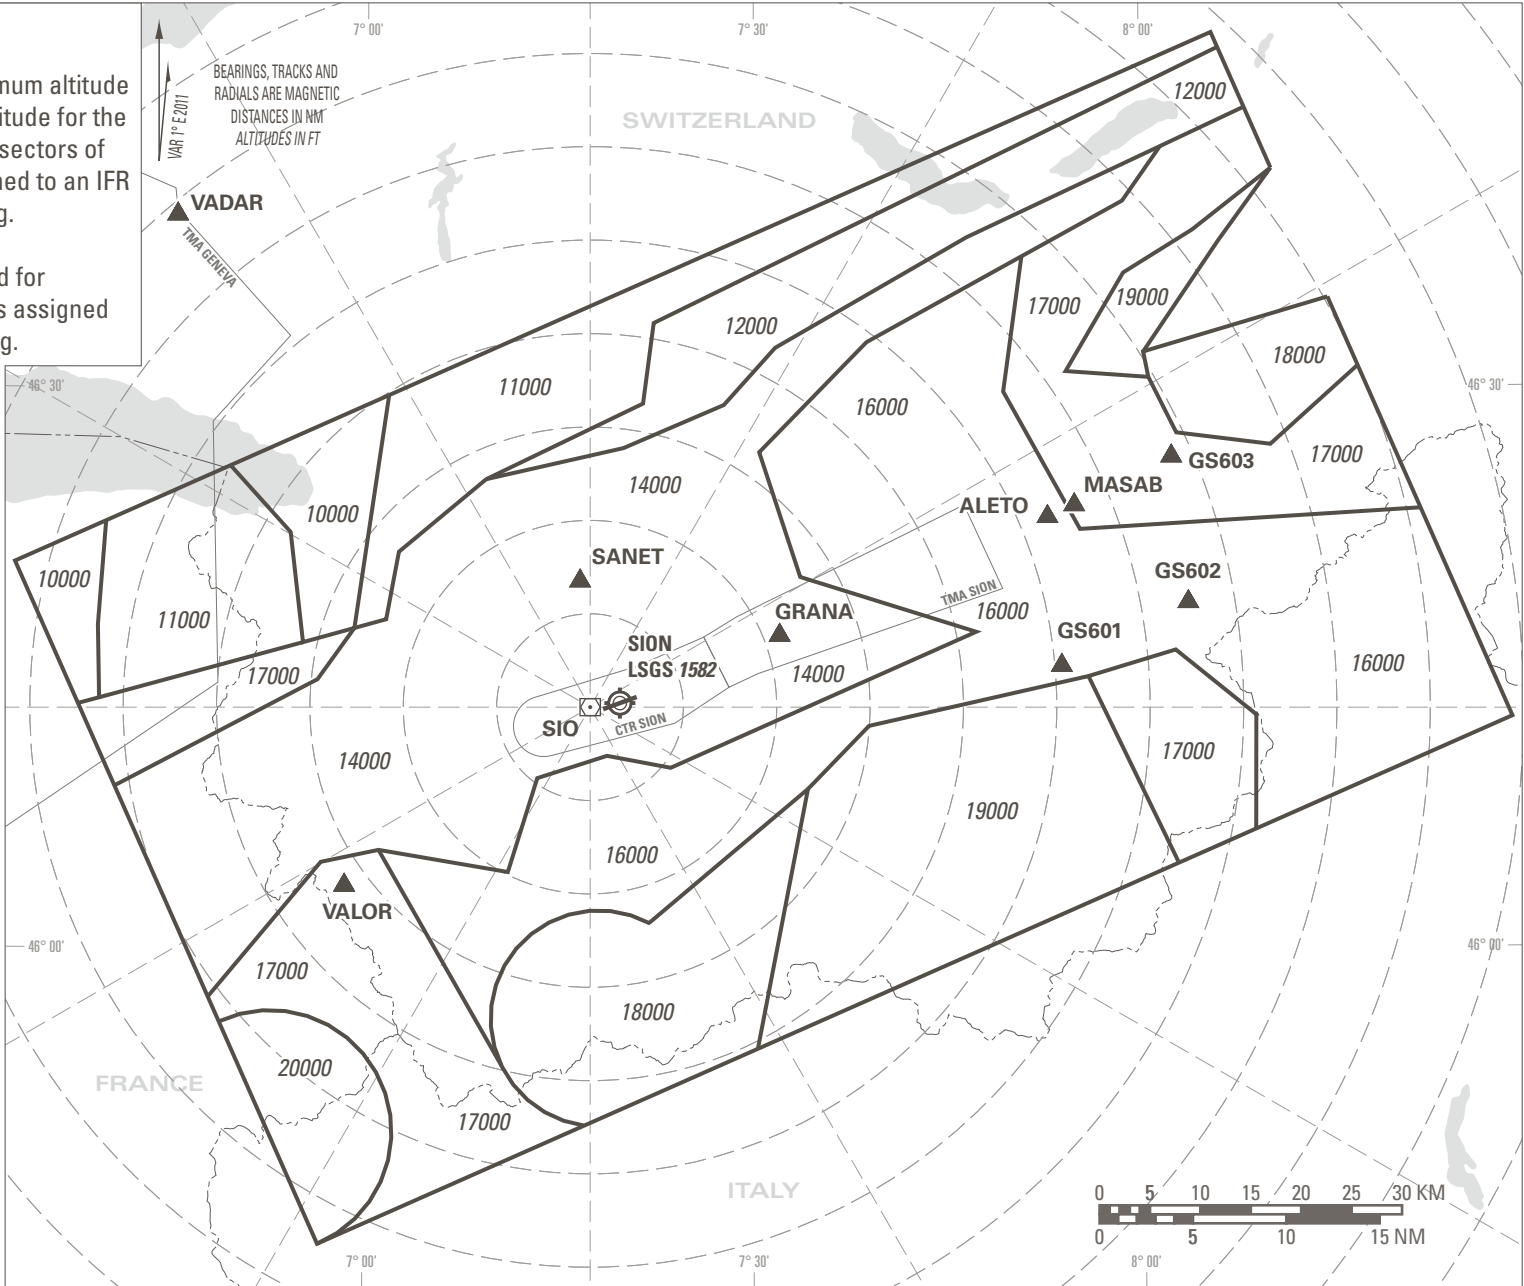 7° 00'
7° 30'
8° 00'
mum altitude
itude for the
sectors of
ned to an IFR
g.
d for
s assigned
g.
VAR 1° E 2011
BEARINGS, TRACKS AND
RADIALS ARE MAGNETIC
DISTANCES IN NM
ALTITUDES IN FT
SWITZERLAND
12000
VADAR
TMA GENEVA
17000
19000
12000
18000
46° 30'
11000
46° 30'
16000
14000
17000
GS603
MASAB
ALETO
10000
SANET
10000
GS602
TMA SION
11000
GRANA
16000
GS601
SION
LSGS 1582
17000
14000
16000
SIO
CTR SION
14000
17000
19000
16000
VALOR
46° 00'
46° 00'
17000
18000
20000
FRANCE
17000
ITALY
0 5 10 15 20 25 30 KM
0 5 10 15 NM
7° 00'
7° 30'
8° 00'